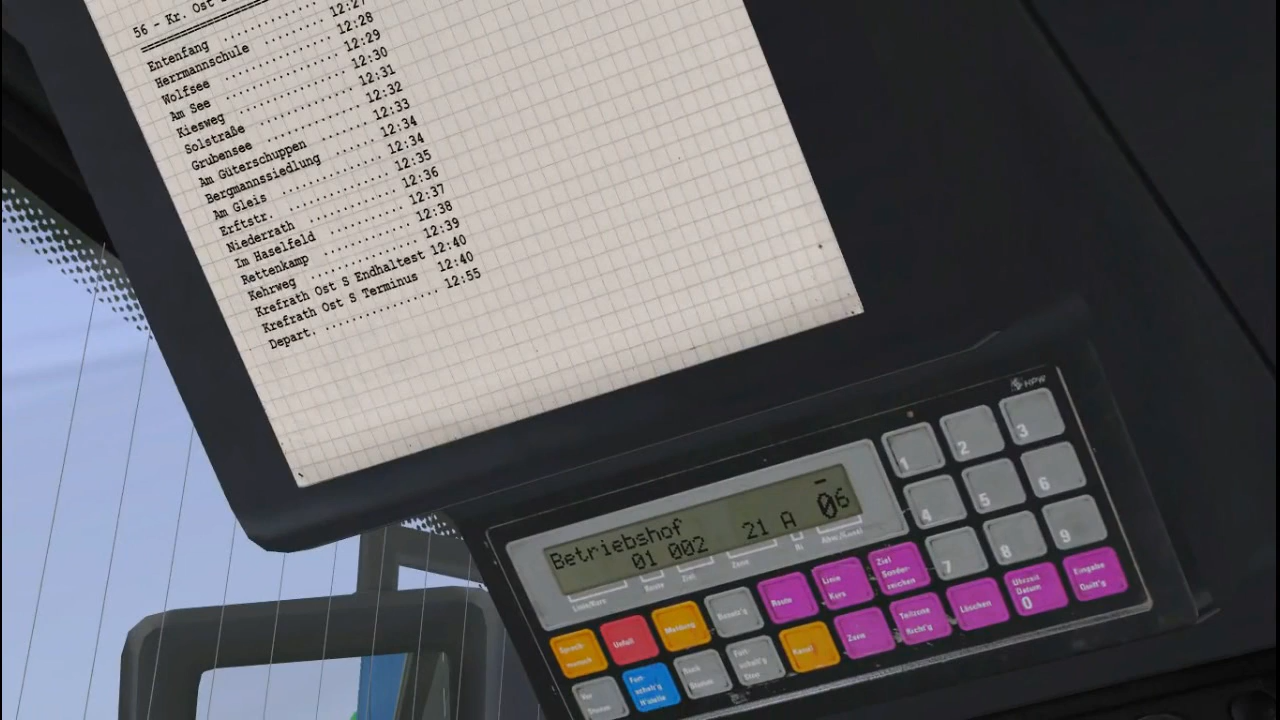 56 - Kr. Ost
Entenfang ............
Herrmannschule ........ 12:27
Wolfsee ............... 12:28
Am See ................ 12:29
Kiesweg ............... 12:30
Solstraße ............. 12:31
Grubensee ............. 12:32
Am Güterschuppen ...... 12:33
Bergmannssiedlung ..... 12:34
Am Gleis .............. 12:34
Erftstr. .............. 12:35
Niederrath ............ 12:36
Im Haselfeld .......... 12:37
Rettenkamp ............ 12:38
Kehrweg ............... 12:39
Krefrath Ost S Endhaltest 12:40
Krefrath Ost S Terminus 12:40
Depart. ............... 12:55
HPW
Betriebshof
01 002 21 A 06
Linie/Kurs Route Ziel Zone Ri
1 2 3
4 5 6
7 8 9
Notruf
Meldung
Route
Linie Kurs
Ziel Sonder- zeichen
Kanal
Zone
Teilzone Richt'g
Löschen
Uhrzeit Datum 0
Eingabe Quitt'g